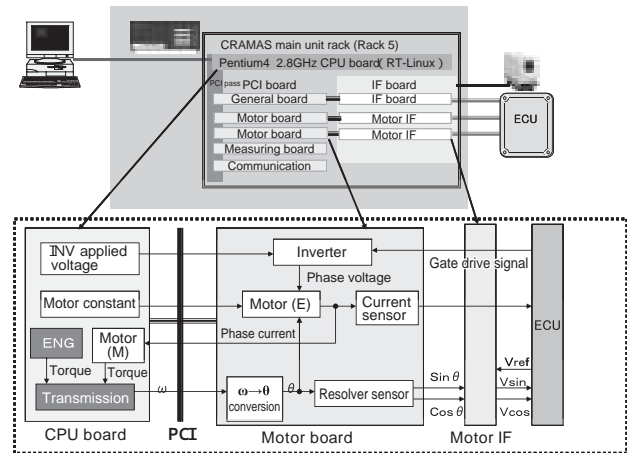 CRAMAS main unit rack (Rack 5)
Pentium4 2.8GHz CPU board( RT-Linux )
PCI pass PCI board
IF board
General board
IF board
Motor board
Motor IF
Motor board
Motor IF
Measuring board
Communication
ECU
INV applied
voltage
Inverter
Gate drive signal
Phase voltage
Motor constant
Motor (E)
Current
sensor
ECU
ENG
Motor
(M)
Phase current
Torque
Torque
Vref
Transmission
ω
ω→θ
conversion
θ
Resolver sensor
Sin θ
Vsin
Cos θ
Vcos
CPU board
PCI
Motor board
Motor IF